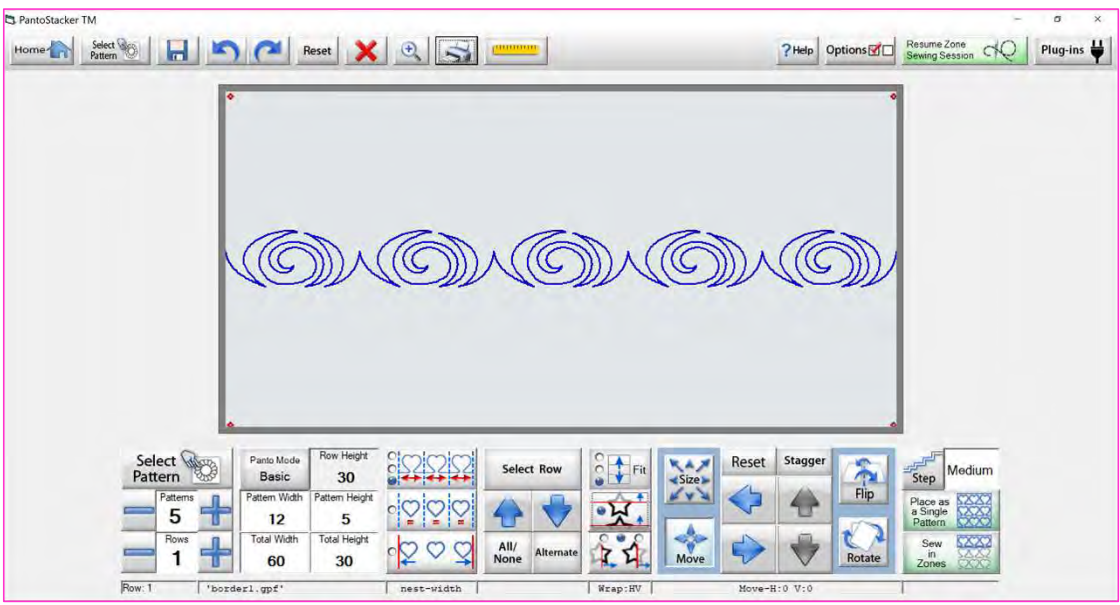 PantoStacker TM
Home
Select
Pattern
Reset
?Help
Options
Resume Zone
Sewing Session
Plug-ins
Select
Pattern
Panto Mode
Basic
Row Height
30
Patterns
5
Pattern Width
12
Pattern Height
5
Rows
1
Total Width
60
Total Height
30
Select Row
All/
None
Alternate
Fit
Size
Move
Reset
Stagger
Flip
Rotate
Step
Medium
Place as
a Single
Pattern
Sew
in
Zones
Row: 1
'border1.gpf'
nest-width
Wrap:HV
Move-H:0 V:0